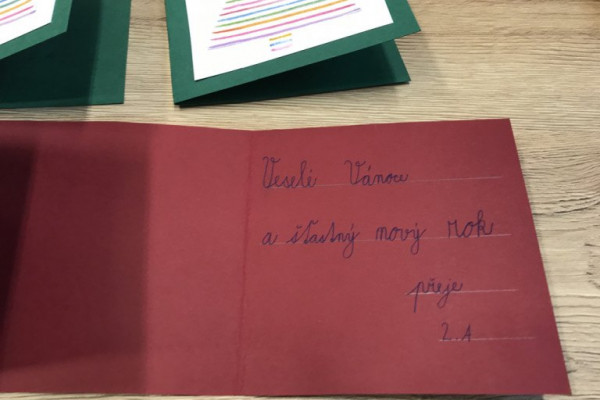 Veselé Vánoce
a šťastný nový rok
přeje
2.A